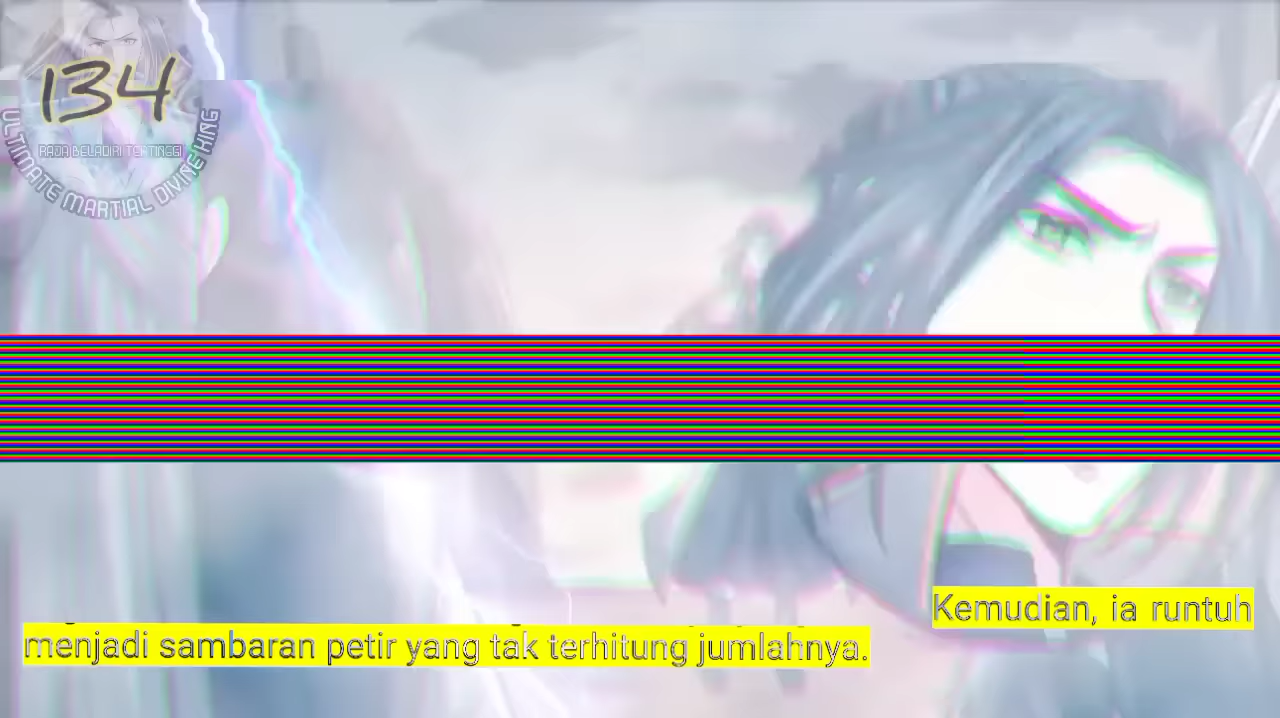 134
RAJA BELADIRI TERTINGGI
ULTIMATE MARTIAL DIVINE KING
Kemudian, ia runtuh
menjadi sambaran petir yang tak terhitung jumlahnya.